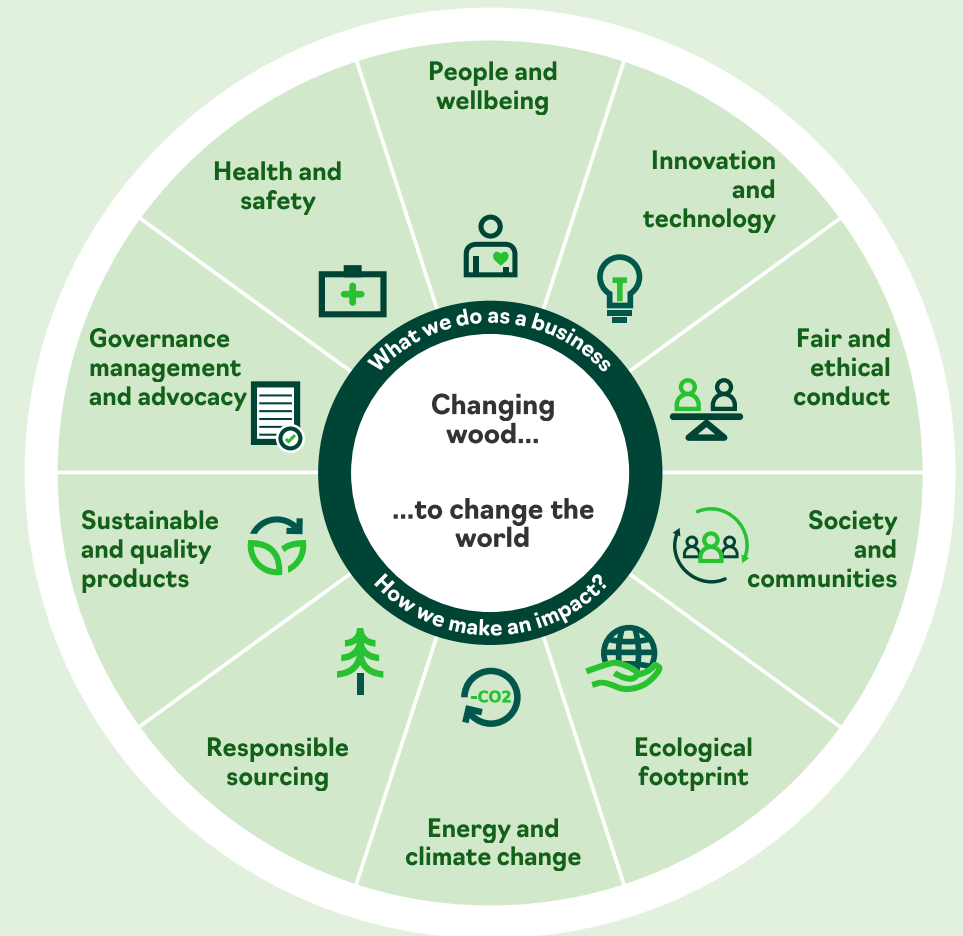 People and
wellbeing
Innovation
and
technology
Health and
safety
Governance
management
and advocacy
Fair and
ethical
conduct
What we do as a business
Changing
wood...
...to change the
world
How we make an impact?
Sustainable
and quality
products
Society
and
communities
-CO2
Responsible
sourcing
Ecological
footprint
Energy and
climate change